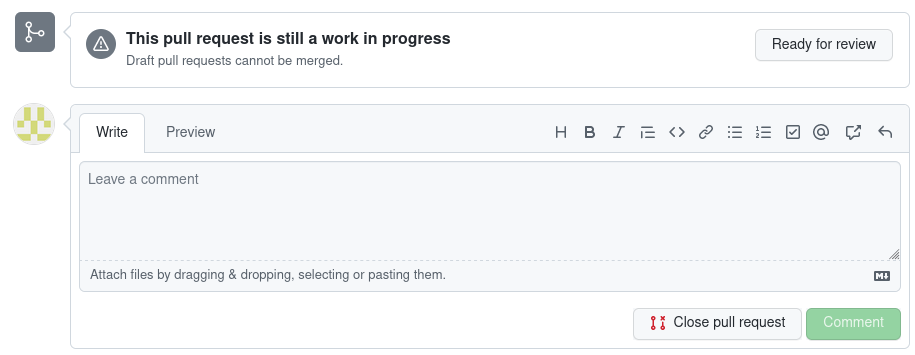 This pull request is still a work in progress
Draft pull requests cannot be merged.
Ready for review
Write
Preview
Leave a comment
Attach files by dragging & dropping, selecting or pasting them.
Close pull request
Comment